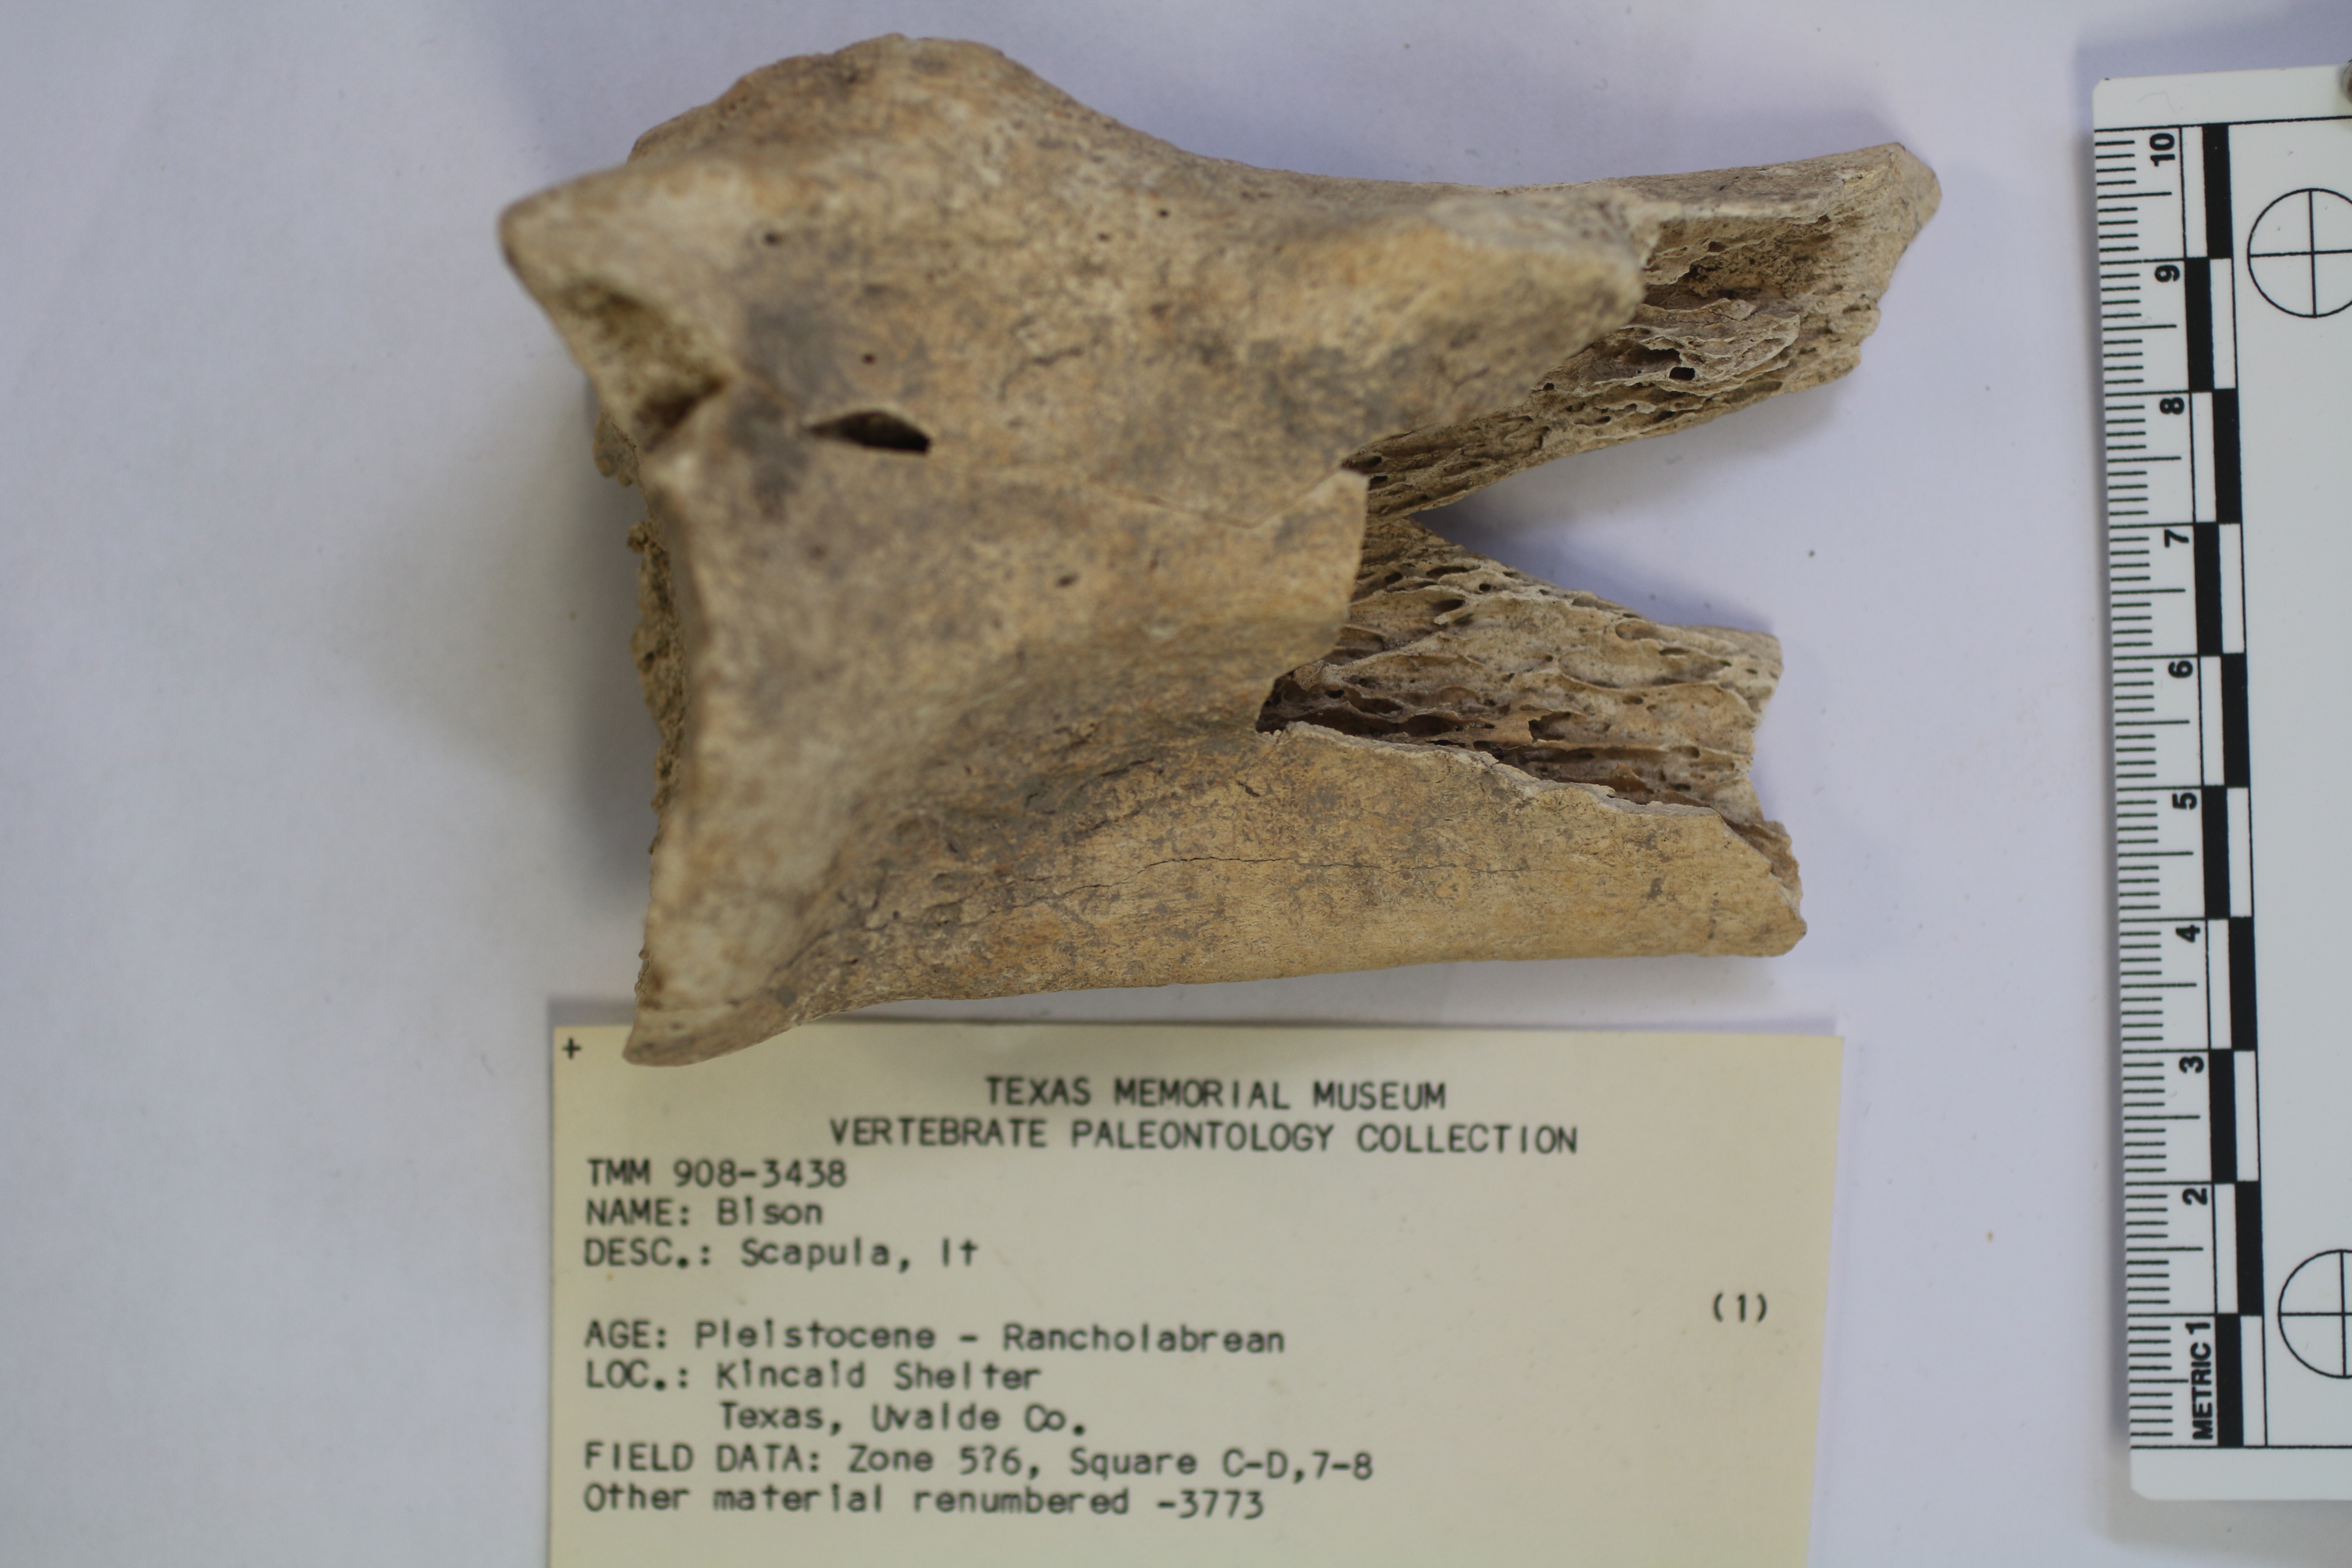 +
TEXAS MEMORIAL MUSEUM
VERTEBRATE PALEONTOLOGY COLLECTION
TMM 908-3438
NAME: Bison
DESC.: Scapula, lt
(1)
AGE: Pleistocene - Rancholabrean
LOC.: Kincaid Shelter
Texas, Uvalde Co.
FIELD DATA: Zone 5?6, Square C-D,7-8
Other material renumbered -3773
10
9
8
7
6
5
4
3
2
METRIC 1